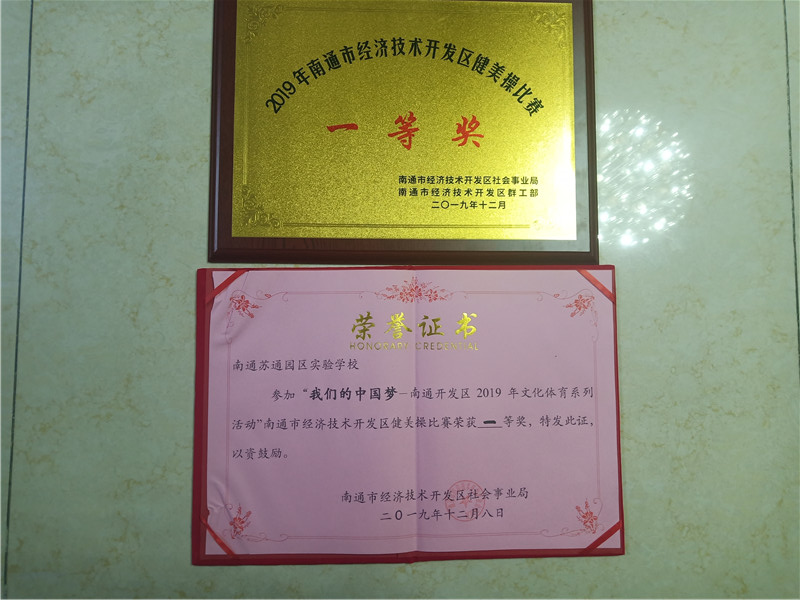 2019年南通市经济技术开发区健美操比赛
一等奖
南通市经济技术开发区社会事业局
南通市经济技术开发区群工部
二〇一九年十二月
荣誉证书
HONORARY CREDENTIAL
南通苏通园区实验学校
参加“我们的中国梦—南通开发区 2019 年文化体育系列
活动”南通市经济技术开发区健美操比赛荣获 一 等奖，特发此证，
以资鼓励。
南通市经济技术开发区社会事业局
二〇一九年十二月八日